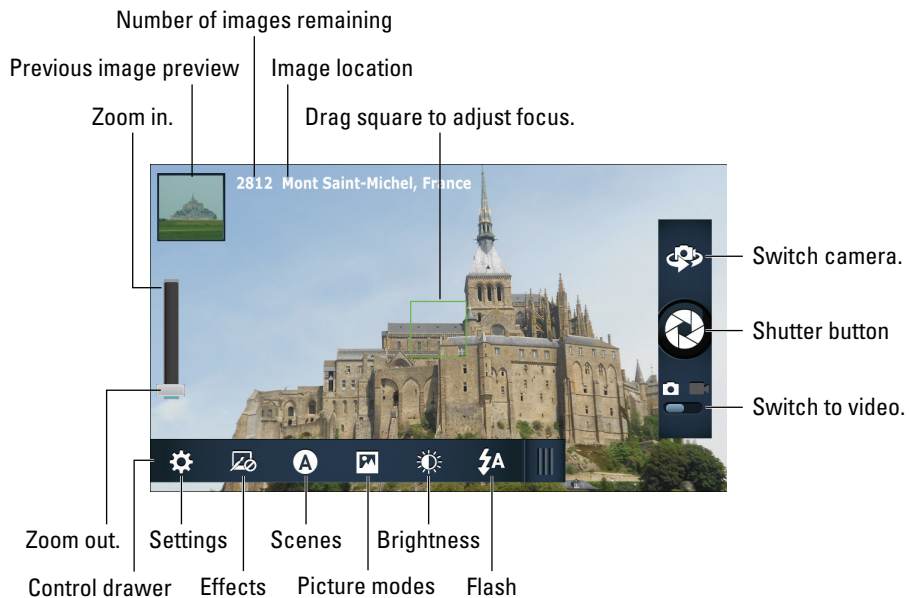 Number of images remaining
Previous image preview
Image location
Zoom in.
Drag square to adjust focus.
2812 Mont Saint-Michel, France
Switch camera.
Shutter button
Switch to video.
A
A
Zoom out.
Settings
Scenes
Brightness
Control drawer
Effects
Picture modes
Flash